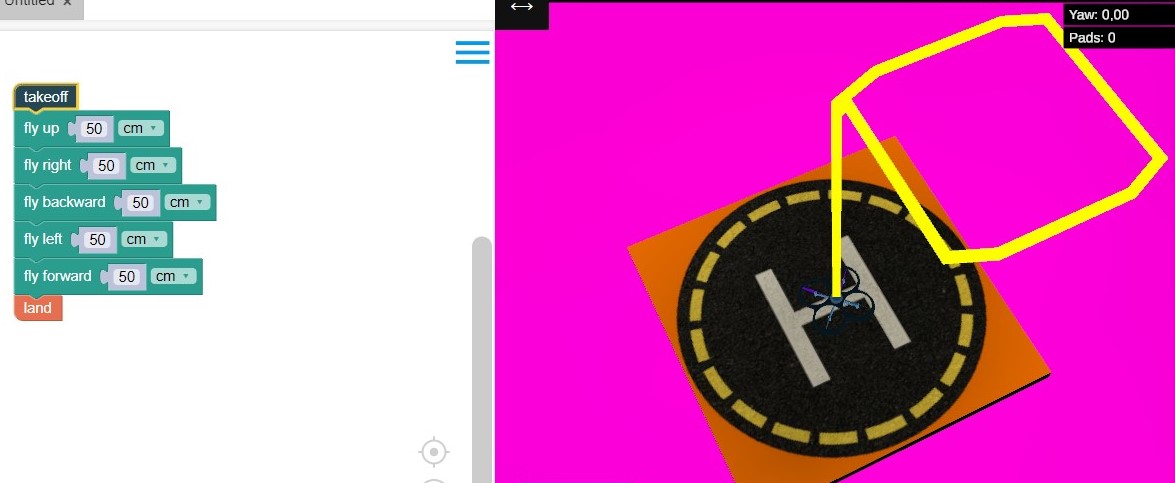 Untitled ×
takeoff
fly up 50 cm
fly right 50 cm
fly backward 50 cm
fly left 50 cm
fly forward 50 cm
land
Yaw: 0,00
Pads: 0
H